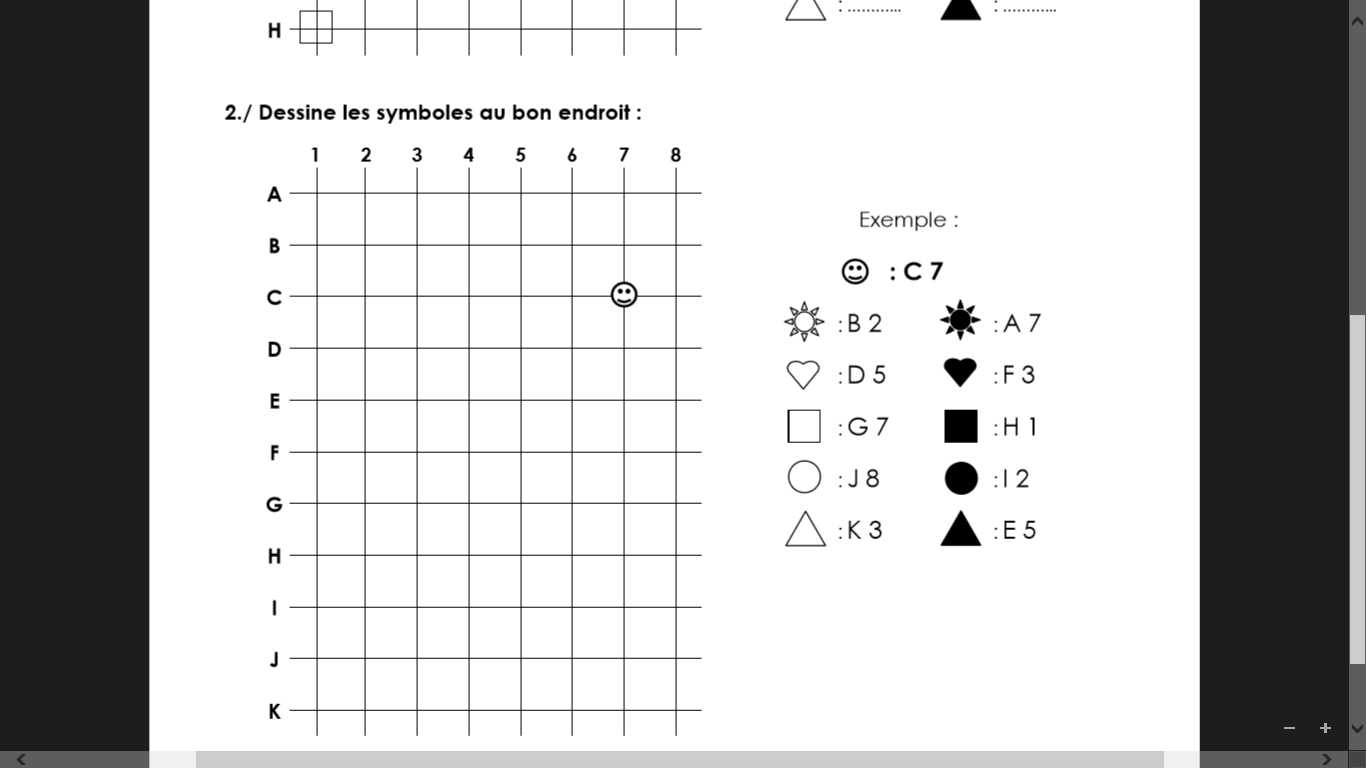 : ........... : ...........
H
2./ Dessine les symboles au bon endroit :
1 2 3 4 5 6 7 8
A
B
C
D
E
F
G
H
I
J
K
Exemple :
: C 7
: B 2 : A 7
: D 5 : F 3
: G 7 : H 1
: J 8 : I 2
: K 3 : E 5